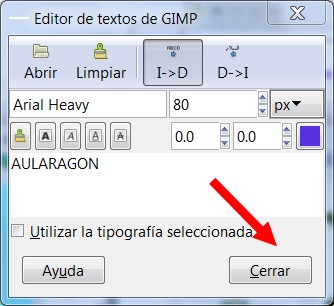 Editor de textos de GIMP
Abrir Limpiar I->D D->I
Arial Heavy 80 px
A A A A 0.0 0.0
AULARAGON
Utilizar la tipografía seleccionada
Ayuda Cerrar